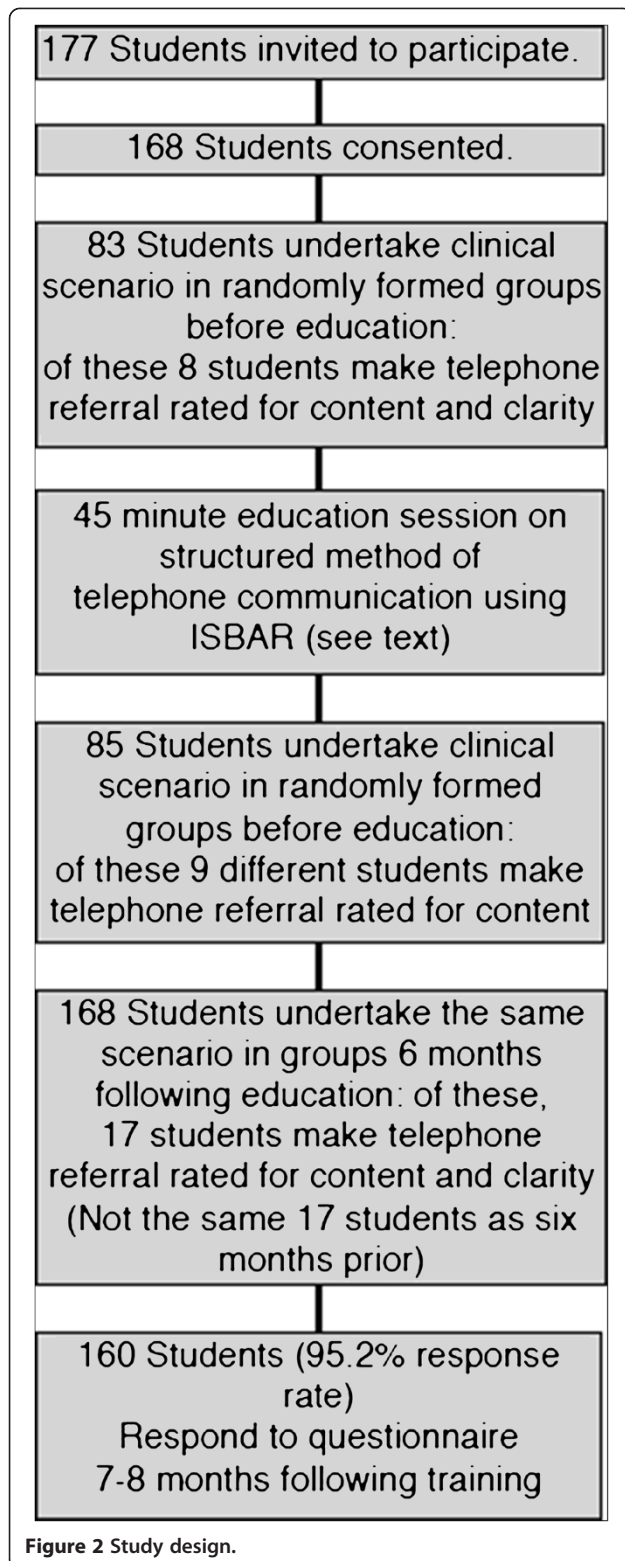 177 Students invited to participate.
168 Students consented.
83 Students undertake clinical
scenario in randomly formed groups
before education:
of these 8 students make telephone
referral rated for content and clarity
45 minute education session on
structured method of
telephone communication using
ISBAR (see text)
85 Students undertake clinical
scenario in randomly formed
groups before education:
of these 9 different students make
telephone referral rated for content
168 Students undertake the same
scenario in groups 6 months
following education: of these,
17 students make telephone
referral rated for content and clarity
(Not the same 17 students as six
months prior)
160 Students (95.2% response
rate)
Respond to questionnaire
7-8 months following training
Figure 2 Study design.